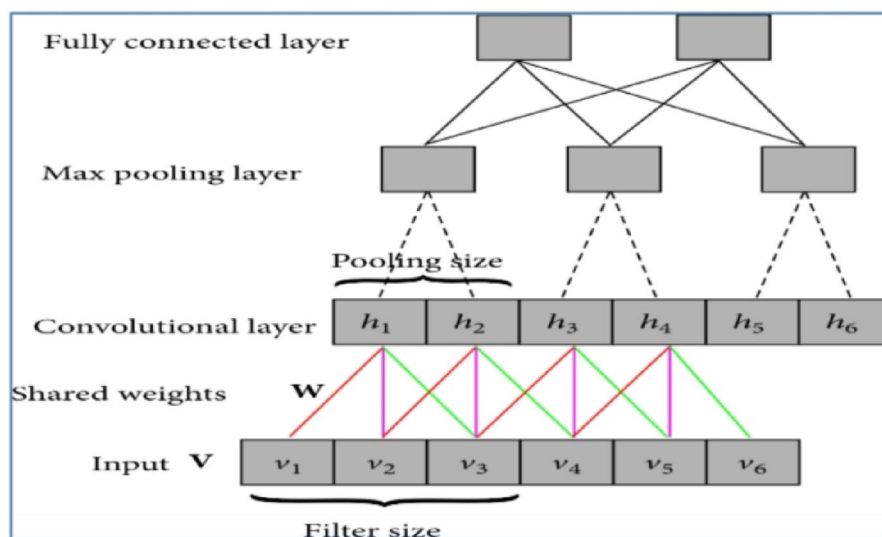 Fully connected layer
Max pooling layer
Pooling size
Convolutional layer h₁ h₂ h₃ h₄ h₅ h₆
Shared weights W
Input V v₁ v₂ v₃ v₄ v₅ v₆
Filter size